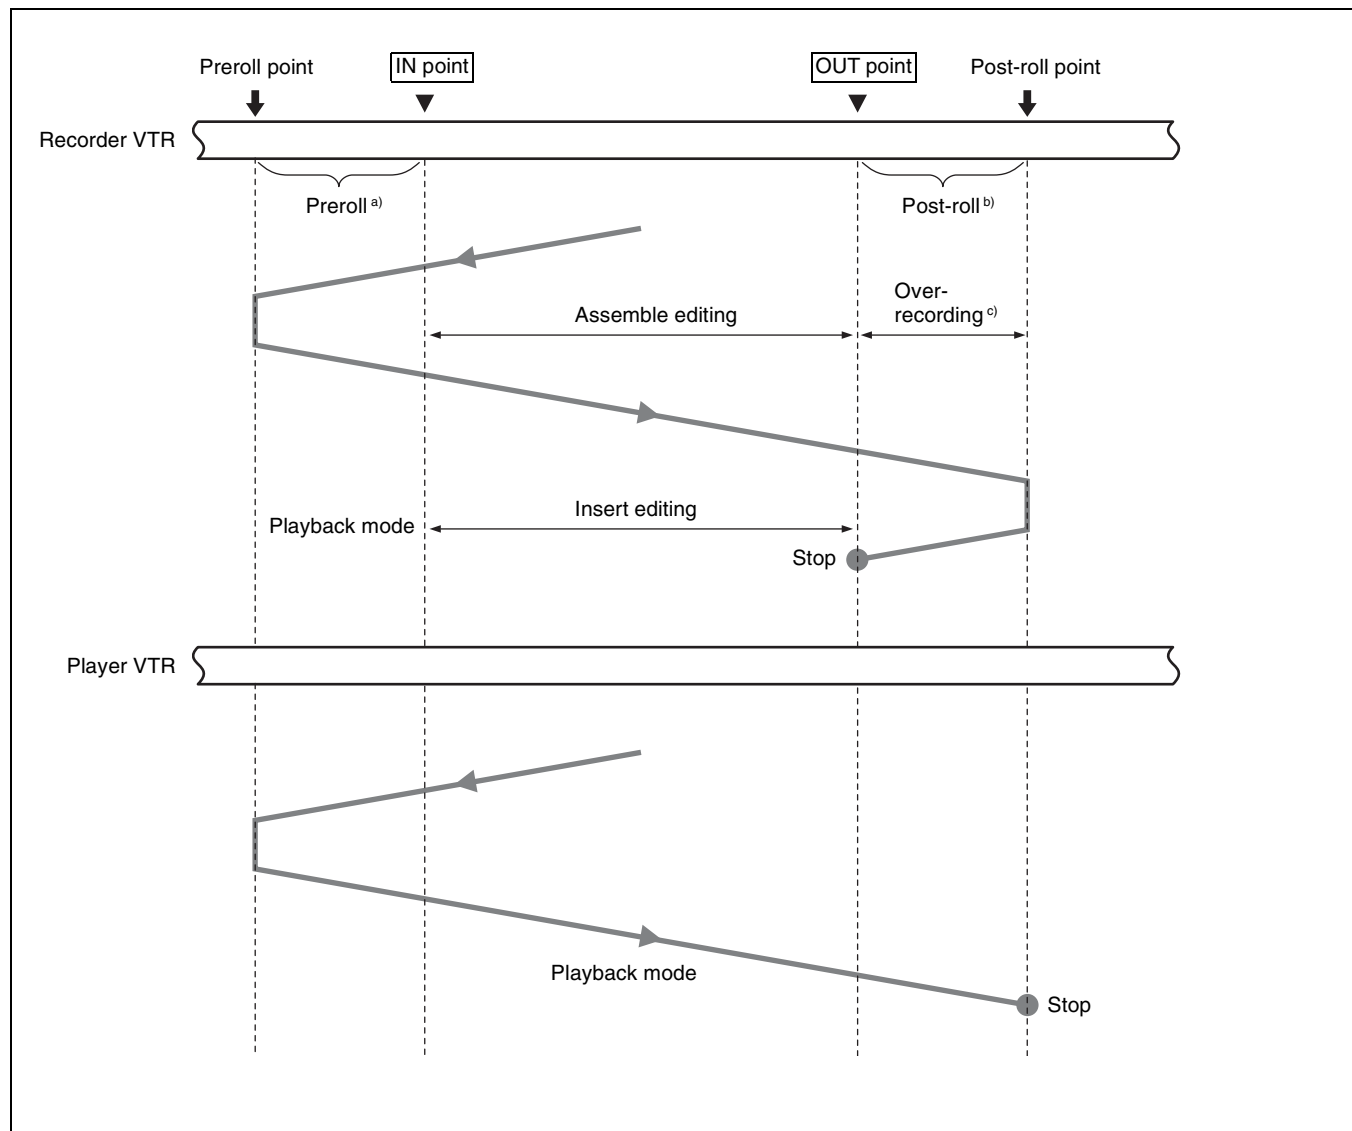 Preroll point
IN point
OUT point
Post-roll point
Recorder VTR
Preroll a)
Post-roll b)
Over-
recording c)
Assemble editing
Insert editing
Playback mode
Stop
Player VTR
Playback mode
Stop